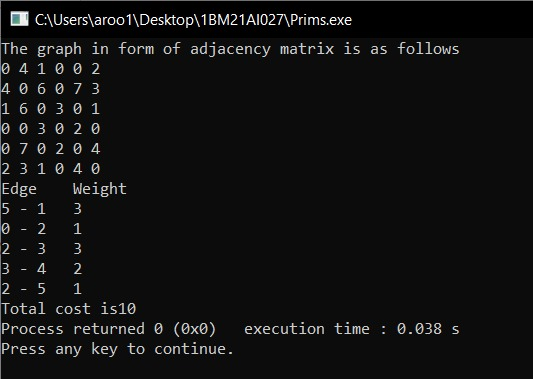 C:\Users\aroo1\Desktop\1BM21AI027\Prims.exe
The graph in form of adjacency matrix is as follows
0 4 1 0 0 2
4 0 6 0 7 3
1 6 0 3 0 1
0 0 3 0 2 0
0 7 0 2 0 4
2 3 1 0 4 0
Edge    Weight
5 - 1   3
0 - 2   1
2 - 3   3
3 - 4   2
2 - 5   1
Total cost is10
Process returned 0 (0x0)   execution time : 0.038 s
Press any key to continue.